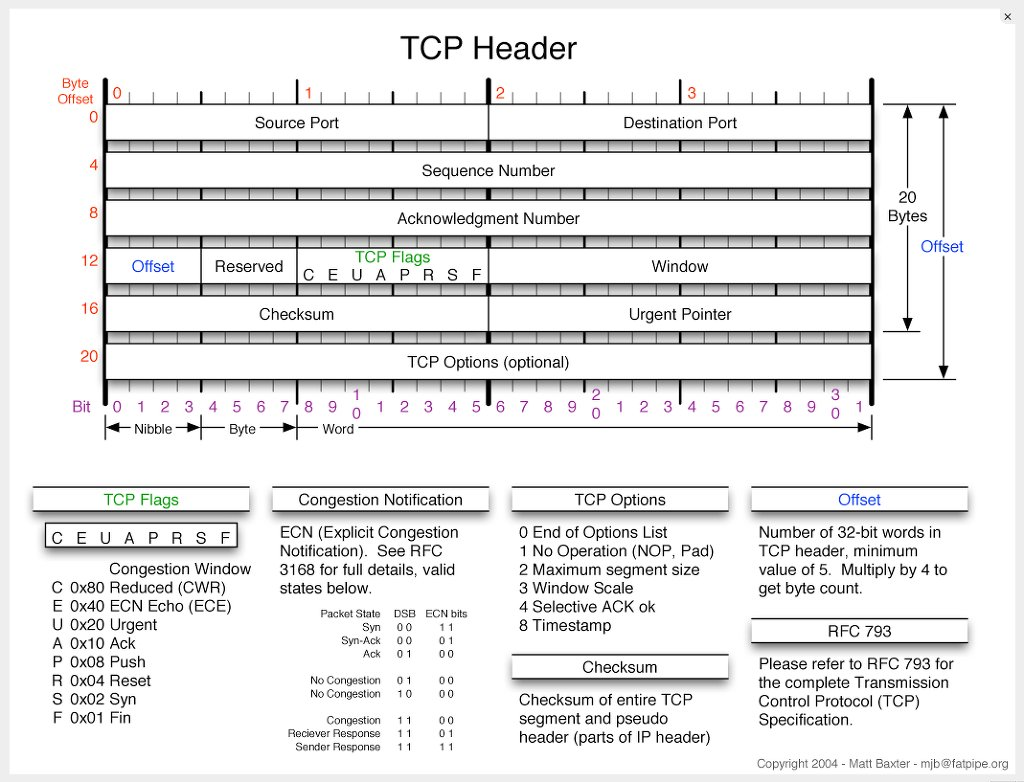 ×
TCP Header
Byte
Offset
0 1 2 3
0
Source Port Destination Port
4
Sequence Number
8
Acknowledgment Number
12
Offset Reserved TCP Flags
C E U A P R S F
Window
16
Checksum Urgent Pointer
20
TCP Options (optional)
20
Bytes
Offset
Bit 0 1 2 3 4 5 6 7 8 9 10 1 2 3 4 5 6 7 8 9 20 1 2 3 4 5 6 7 8 9 30 1
Nibble Byte Word
TCP Flags
C E U A P R S F
Congestion Window
C 0x80 Reduced (CWR)
E 0x40 ECN Echo (ECE)
U 0x20 Urgent
A 0x10 Ack
P 0x08 Push
R 0x04 Reset
S 0x02 Syn
F 0x01 Fin
Congestion Notification
ECN (Explicit Congestion
Notification). See RFC
3168 for full details, valid
states below.
Packet State DSB ECN bits
Syn 0 0 1 1
Syn-Ack 0 0 0 1
Ack 0 1 0 0
No Congestion 0 1 0 0
No Congestion 1 0 0 0
Congestion 1 1 0 0
Reciever Response 1 1 0 1
Sender Response 1 1 1 1
TCP Options
0 End of Options List
1 No Operation (NOP, Pad)
2 Maximum segment size
3 Window Scale
4 Selective ACK ok
8 Timestamp
Checksum
Checksum of entire TCP
segment and pseudo
header (parts of IP header)
Offset
Number of 32-bit words in
TCP header, minimum
value of 5. Multiply by 4 to
get byte count.
RFC 793
Please refer to RFC 793 for
the complete Transmission
Control Protocol (TCP)
Specification.
Copyright 2004 - Matt Baxter - mjb@fatpipe.org